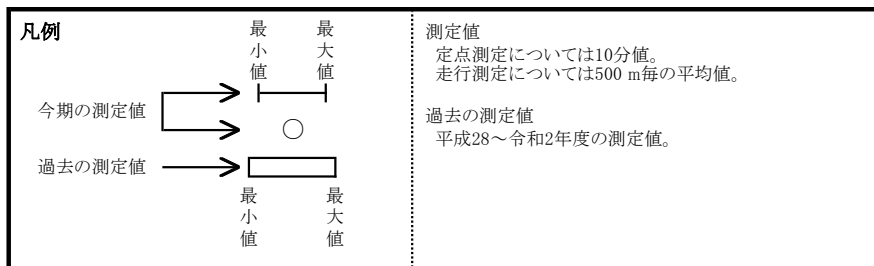 凡例
最小値
最大値
今期の測定値
○
過去の測定値
最小値
最大値
測定値
定点測定については10分値。
走行測定については500 m毎の平均値。
過去の測定値
平成28～令和2年度の測定値。